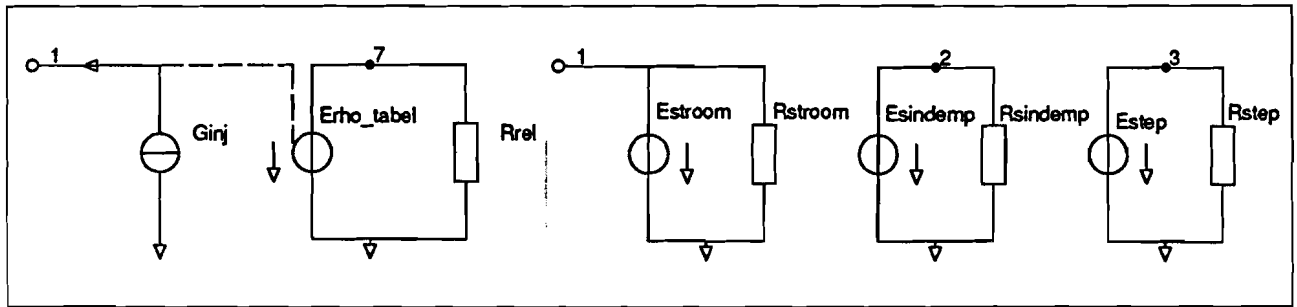 1
7
1
2
3
Ginj
Erho_tabel
Rrel
Estroom
Rstroom
Esindemp
Rsindemp
Estep
Rstep